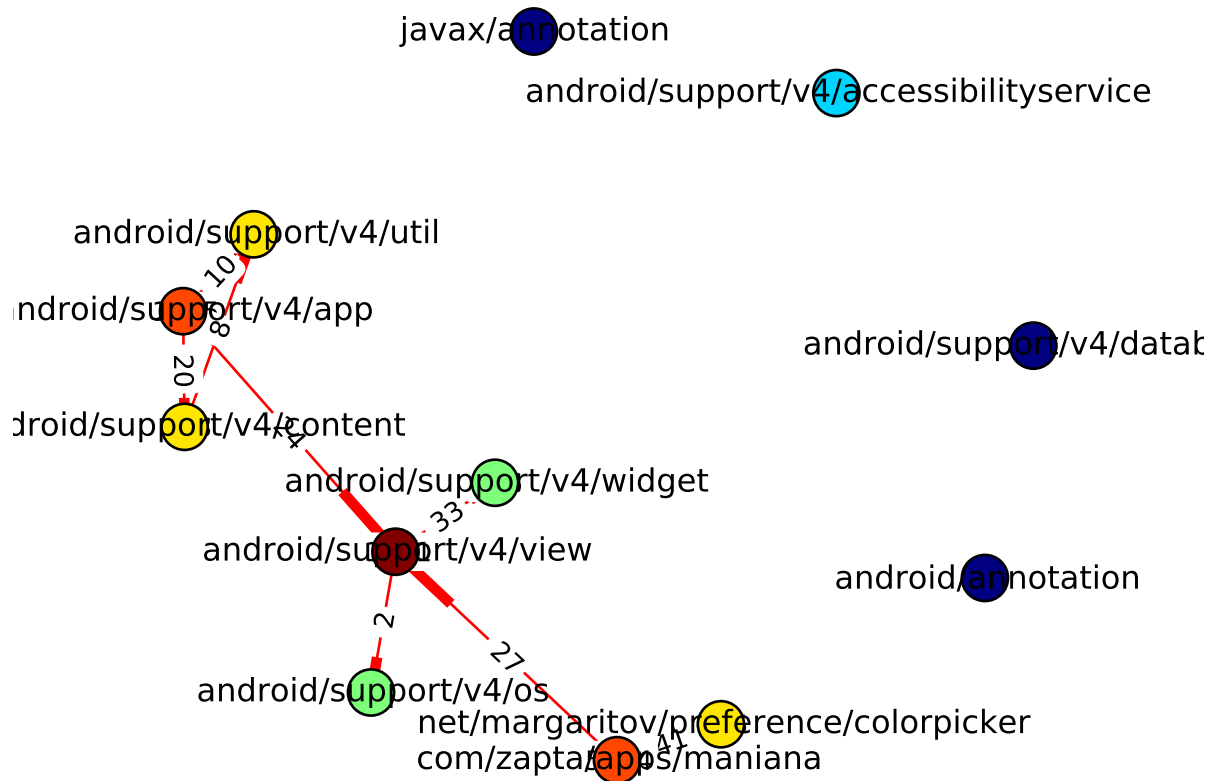 javax/annotation
android/support/v4/accessibilityservice
android/support/v4/util
10
ndroid/support/v4/app
8
20
droid/support/v4/content
android/support/v4/datab
24
android/support/v4/widget
33
android/support/v4/view
android/annotation
2
27
android/support/v4/os
net/margaritov/preference/colorpicker
41
com/zapta/apps/maniana